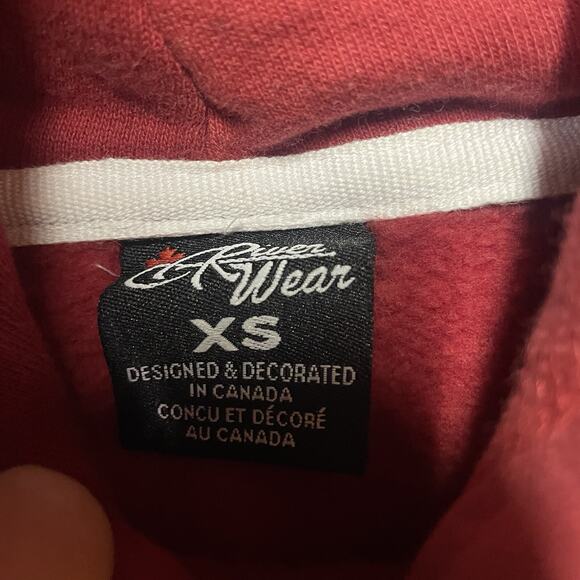 River
Wear
XS
DESIGNED & DECORATED
IN CANADA
CONCU ET DÉCORÉ
AU CANADA